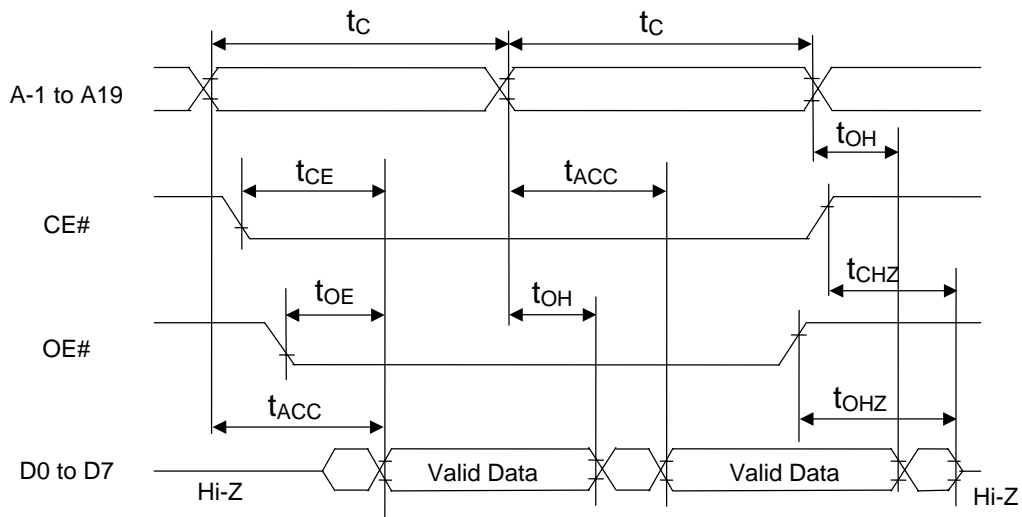 tC tC
A-1 to A19
tOH
tCE tACC
CE#
tCHZ
tOE tOH
OE#
tACC tOHZ
D0 to D7 Valid Data Valid Data
Hi-Z Hi-Z